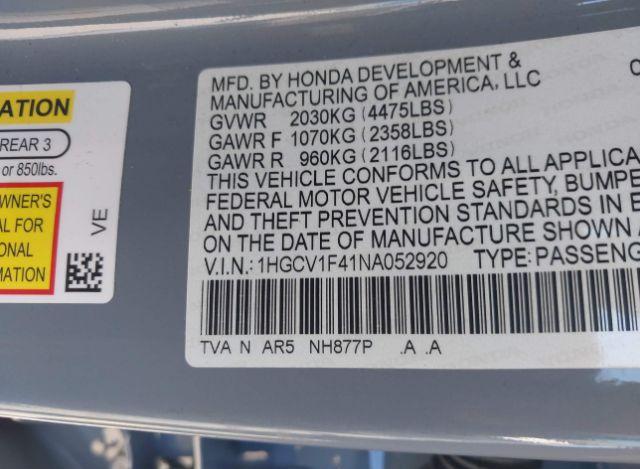 ATION
REAR 3
or 850lbs.
OWNER'S
AL FOR
ONAL
RMATION
VE
MFD. BY HONDA DEVELOPMENT &
MANUFACTURING OF AMERICA, LLC
GVWR 2030KG (4475LBS)
GAWR F 1070KG (2358LBS)
GAWR R 960KG (2116LBS)
THIS VEHICLE CONFORMS TO ALL APPLICA
FEDERAL MOTOR VEHICLE SAFETY, BUMPE
AND THEFT PREVENTION STANDARDS IN E
ON THE DATE OF MANUFACTURE SHOWN A
V.I.N.: 1HGCV1F41NA052920 TYPE: PASSENG
TVA N AR5 NH877P .A .A